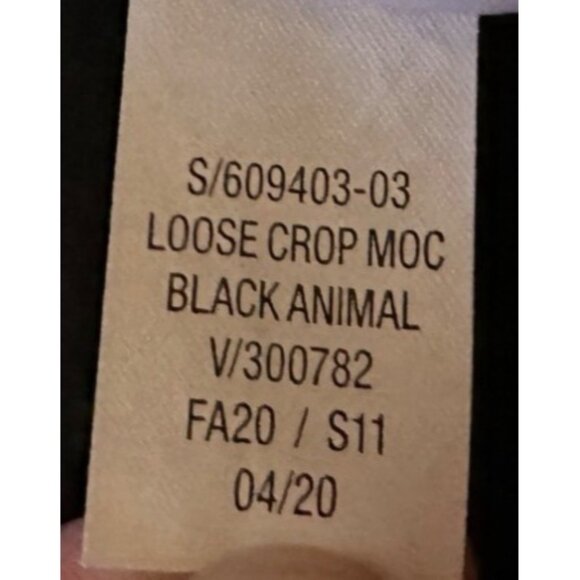 S/609403-03
LOOSE CROP MOC
BLACK ANIMAL
V/300782
FA20 / S11
04/20